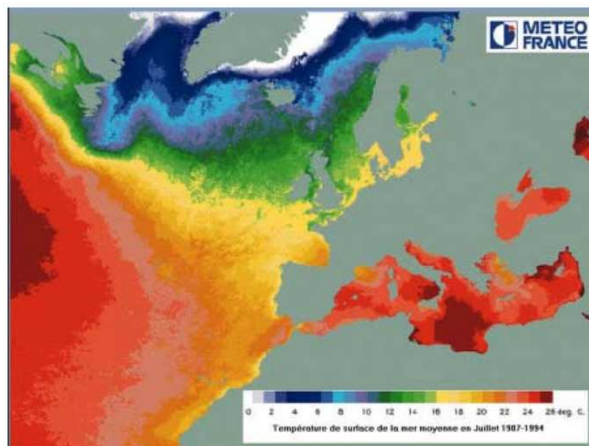 METEO
FRANCE
0 2 4 6 8 10 12 14 16 18 20 22 24 26 28 deg. C.
Température de surface de la mer moyenne en Juillet 1987-1994